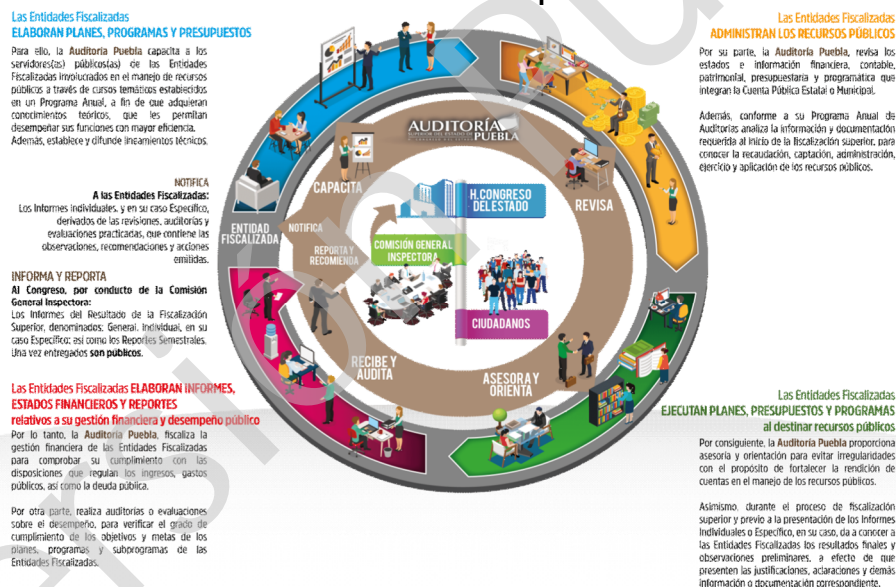 Las Entidades Fiscalizadas
ELABORAN PLANES, PROGRAMAS Y PRESUPUESTOS
Para ello, la Auditoría Puebla capacita a los
servidores(as) públicos(as) de las Entidades
Fiscalizadas involucrados en el manejo de recursos
públicos a través de cursos temáticos establecidos
en un Programa Anual, a fin de que adquieran
conocimientos teóricos, que les permitan
desempeñar sus funciones con mayor eficiencia.
Además, establece y difunde lineamientos técnicos.
NOTIFICA
A las Entidades Fiscalizadas:
Los Informes Individuales, y en su caso Específico,
derivados de las revisiones, auditorías y
evaluaciones practicadas, que contiene las
observaciones, recomendaciones y acciones
emitidas.
INFORMA Y REPORTA
Al Congreso, por conducto de la Comisión
General Inspectora:
Los Informes del Resultado de la Fiscalización
Superior, denominados: General, Individual, en su
caso Específico; así como los Reportes Semestrales.
Una vez entregados son públicos.
Las Entidades Fiscalizadas ELABORAN INFORMES,
ESTADOS FINANCIEROS Y REPORTES
relativos a su gestión financiera y desempeño público
Por lo tanto, la Auditoría Puebla, fiscaliza la
gestión financiera de las Entidades Fiscalizadas
para comprobar su cumplimiento con las
disposiciones que regulan los ingresos, gastos
públicos, así como la deuda pública.
Por otra parte, realiza auditorías o evaluaciones
sobre el desempeño, para verificar el grado de
cumplimiento de los objetivos y metas de los
planes, programas y subprogramas de las
Entidades Fiscalizadas.
AUDITORÍA
PUEBLA
CAPACITA
H. CONGRESO
DEL ESTADO
REVISA
ENTIDAD
FISCALIZADA
NOTIFICA
REPORTA Y
RECOMIENDA
COMISIÓN GENERAL
INSPECTORA
CIUDADANOS
RECIBE Y
AUDITA
ASESORA Y
ORIENTA
Las Entidades Fiscalizadas
ADMINISTRAN LOS RECURSOS PÚBLICOS
Por su parte, la Auditoría Puebla, revisa los
estados e información financiera, contable,
patrimonial, presupuestaria y programática que
integran la Cuenta Pública Estatal o Municipal.
Además, conforme a su Programa Anual de
Auditorías analiza la información y documentación
requerida al inicio de la fiscalización superior, para
conocer la recaudación, captación, administración,
ejercicio y aplicación de los recursos públicos.
Las Entidades Fiscalizadas
EJECUTAN PLANES, PRESUPUESTOS Y PROGRAMAS
al destinar recursos públicos
Por consiguiente, la Auditoría Puebla proporciona
asesoría y orientación para evitar irregularidades
con el propósito de fortalecer la rendición de
cuentas en el manejo de los recursos públicos.
Asimismo, durante el proceso de fiscalización
superior y previo a la presentación de los Informes
Individuales o Específico, en su caso, da a conocer a
las Entidades Fiscalizadas los resultados finales y
observaciones preliminares, a efecto de que
presenten las justificaciones, aclaraciones y demás
información o documentación correspondiente.